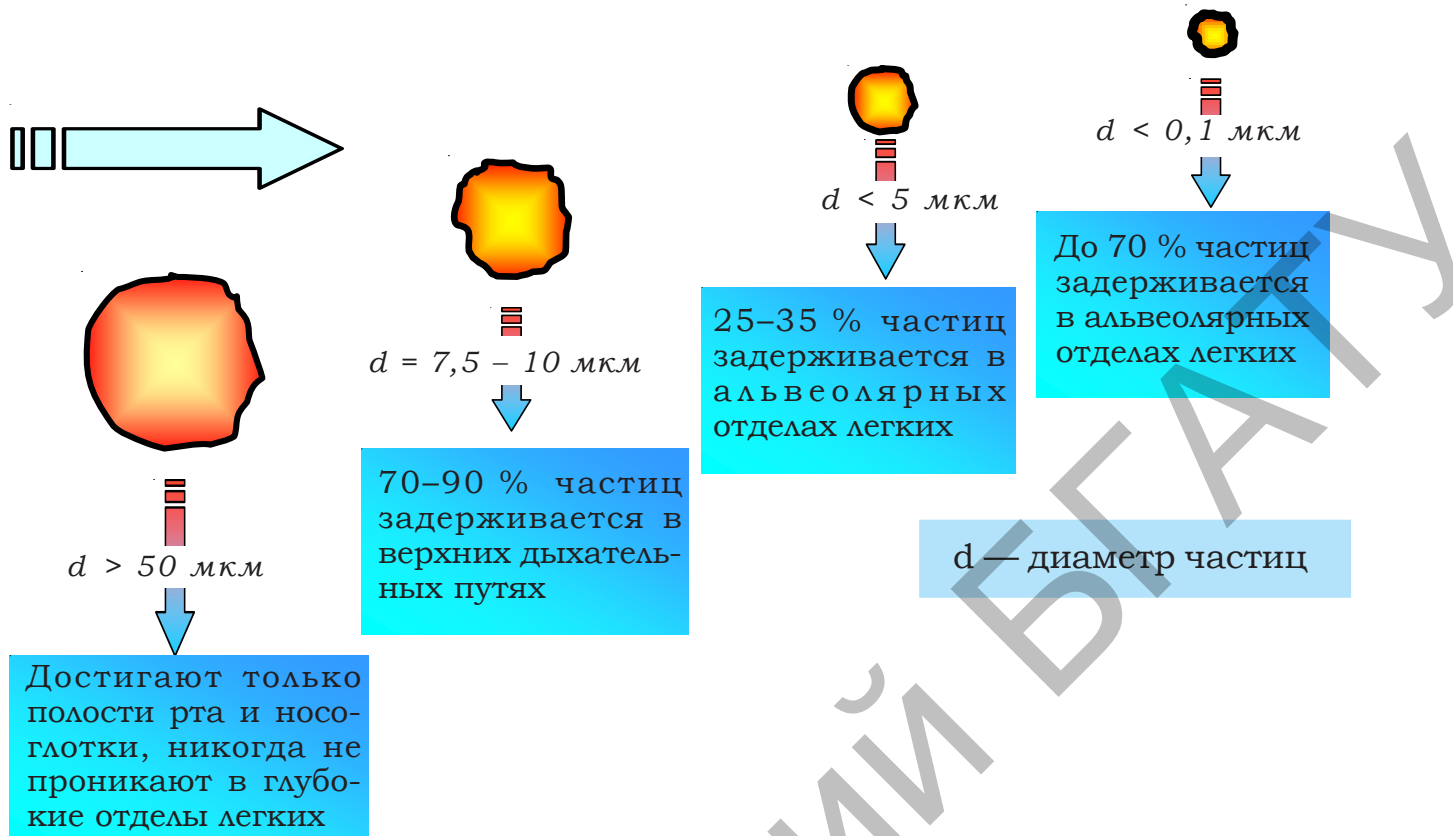 d > 50 мкм
Достигают только
полости рта и носо-
глотки, никогда не
проникают в глубо-
кие отделы легких
d = 7,5 – 10 мкм
70–90 % частиц
задерживается в
верхних дыхатель-
ных путях
d < 5 мкм
25–35 % частиц
задерживается в
альвеолярных
отделах легких
d < 0,1 мкм
До 70 % частиц
задерживается
в альвеолярных
отделах легких
d — диаметр частиц
ИЙ БГАТУ